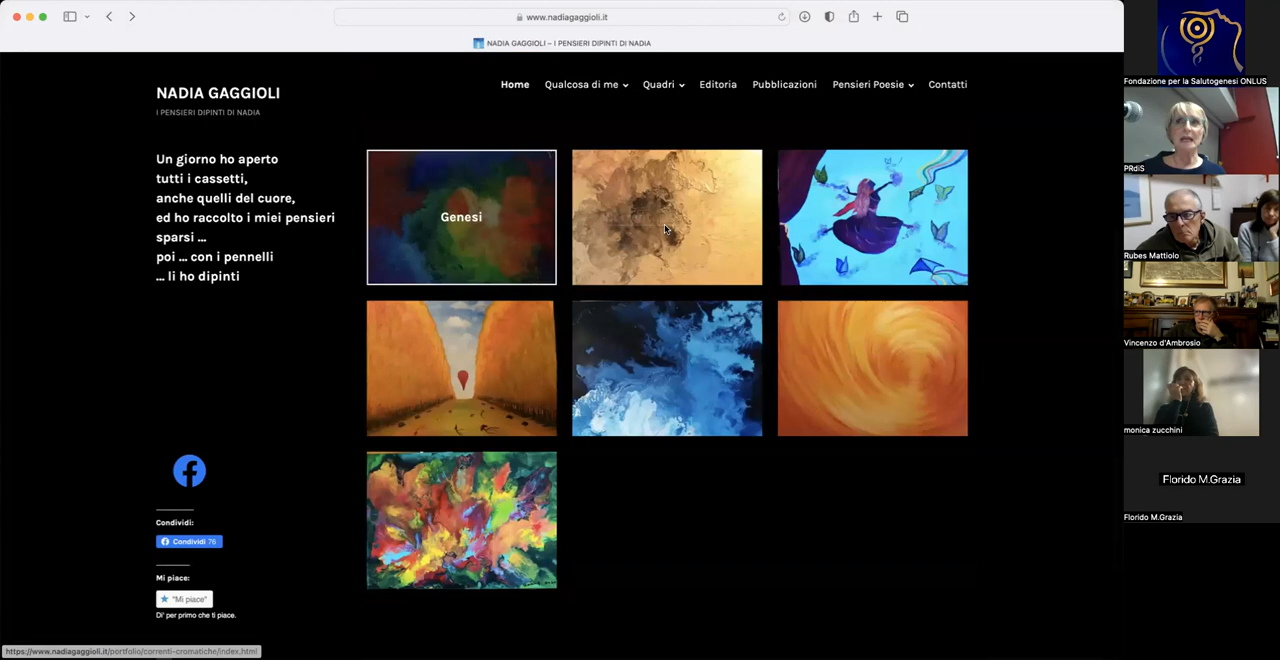 www.nadiagaggioli.it
NADIA GAGGIOLI – I PENSIERI DIPINTI DI NADIA
NADIA GAGGIOLI
I PENSIERI DIPINTI DI NADIA
Home
Qualcosa di me
Quadri
Editoria
Pubblicazioni
Pensieri Poesie
Contatti
Un giorno ho aperto
tutti i cassetti,
anche quelli del cuore,
ed ho raccolto i miei pensieri
sparsi ...
poi ... con i pennelli
... li ho dipinti
Genesi
Condividi:
Condividi 76
Mi piace:
"Mi piace"
Di' per primo che ti piace.
https://www.nadiagaggioli.it/portfolio/correnti-cromatiche/index.html
Fondazione per la Salutogenesi ONLUS
PRdiS
Rubes Mattiolo
Vincenzo d'Ambrosio
monica zucchini
Florido M.Grazia
Florido M.Grazia